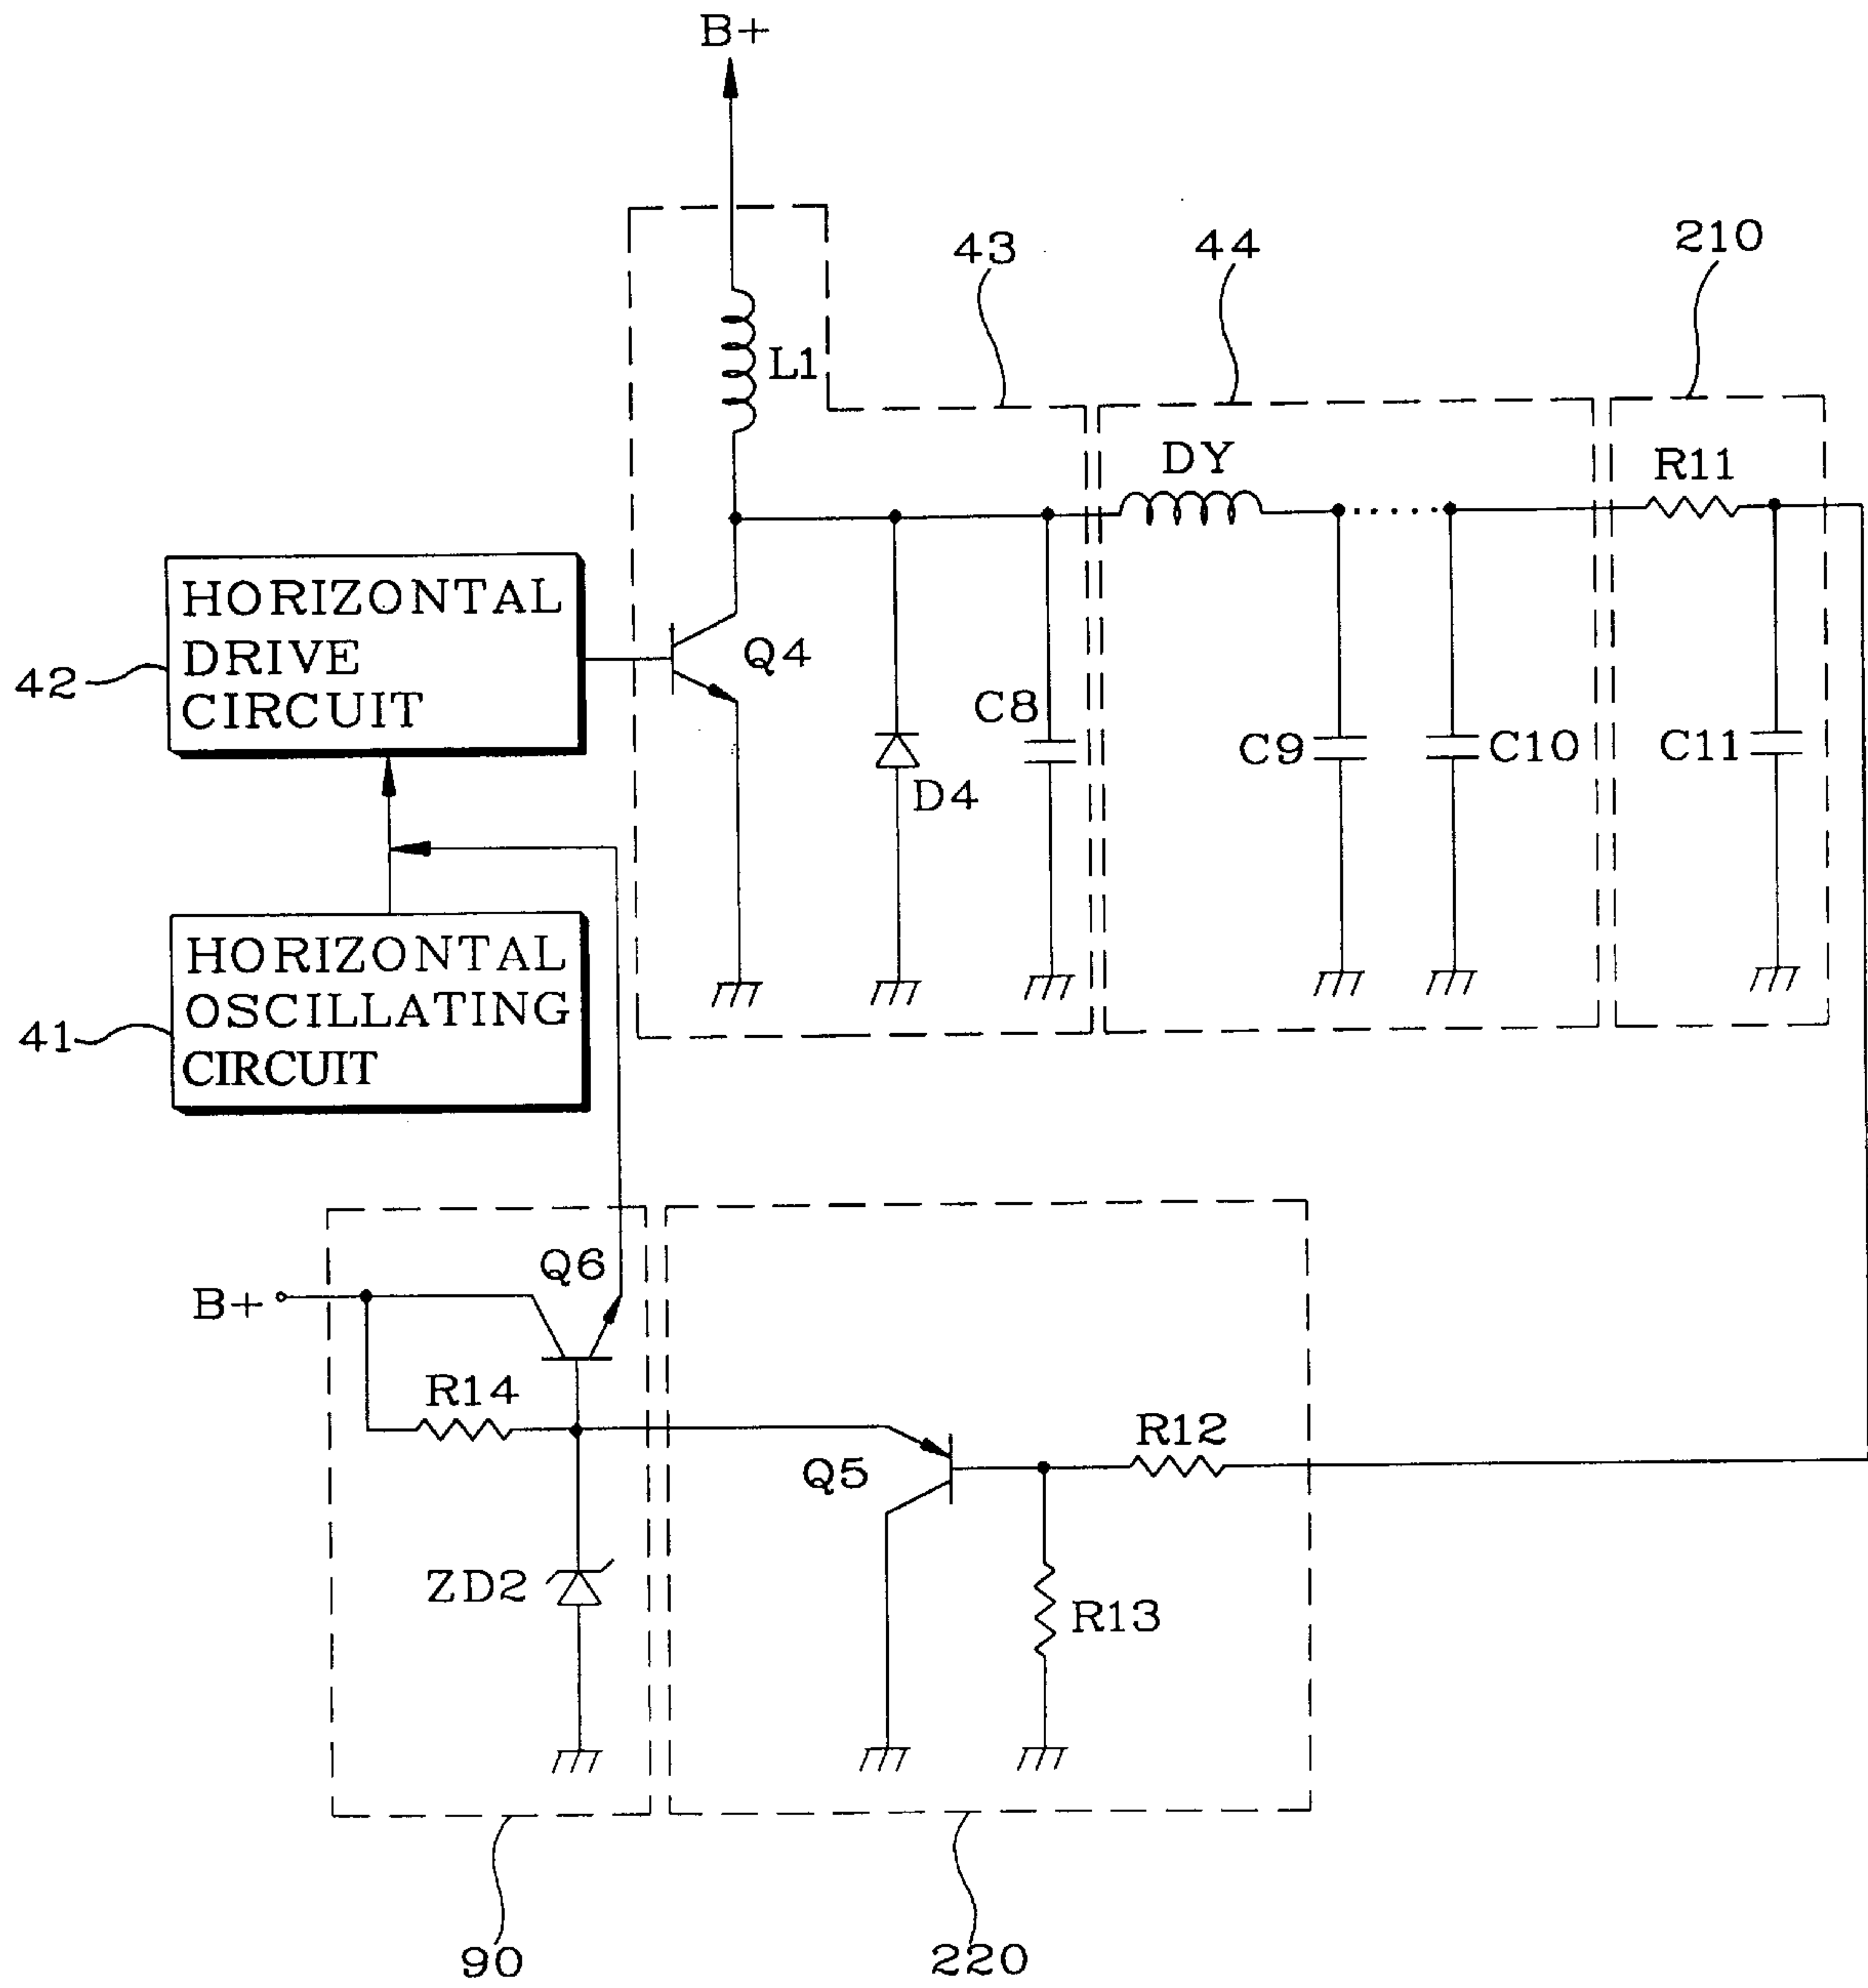 B+
43
44
210
L1
DY
R11
HORIZONTAL
DRIVE
CIRCUIT
42
Q4
C8
D4
C9
C10
C11
HORIZONTAL
OSCILLATING
CIRCUIT
41
Q6
B+
R14
R12
Q5
ZD2
R13
90
220